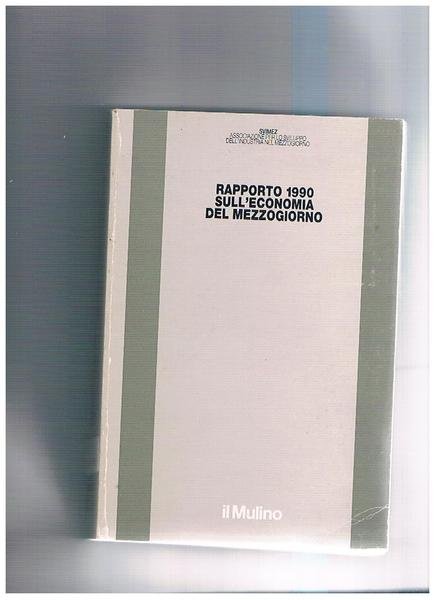 SVIMEZ
ASSOCIAZIONE PER LO SVILUPPO
DELL'INDUSTRIA NEL MEZZOGIORNO
RAPPORTO 1990
SULL'ECONOMIA
DEL MEZZOGIORNO
il Mulino